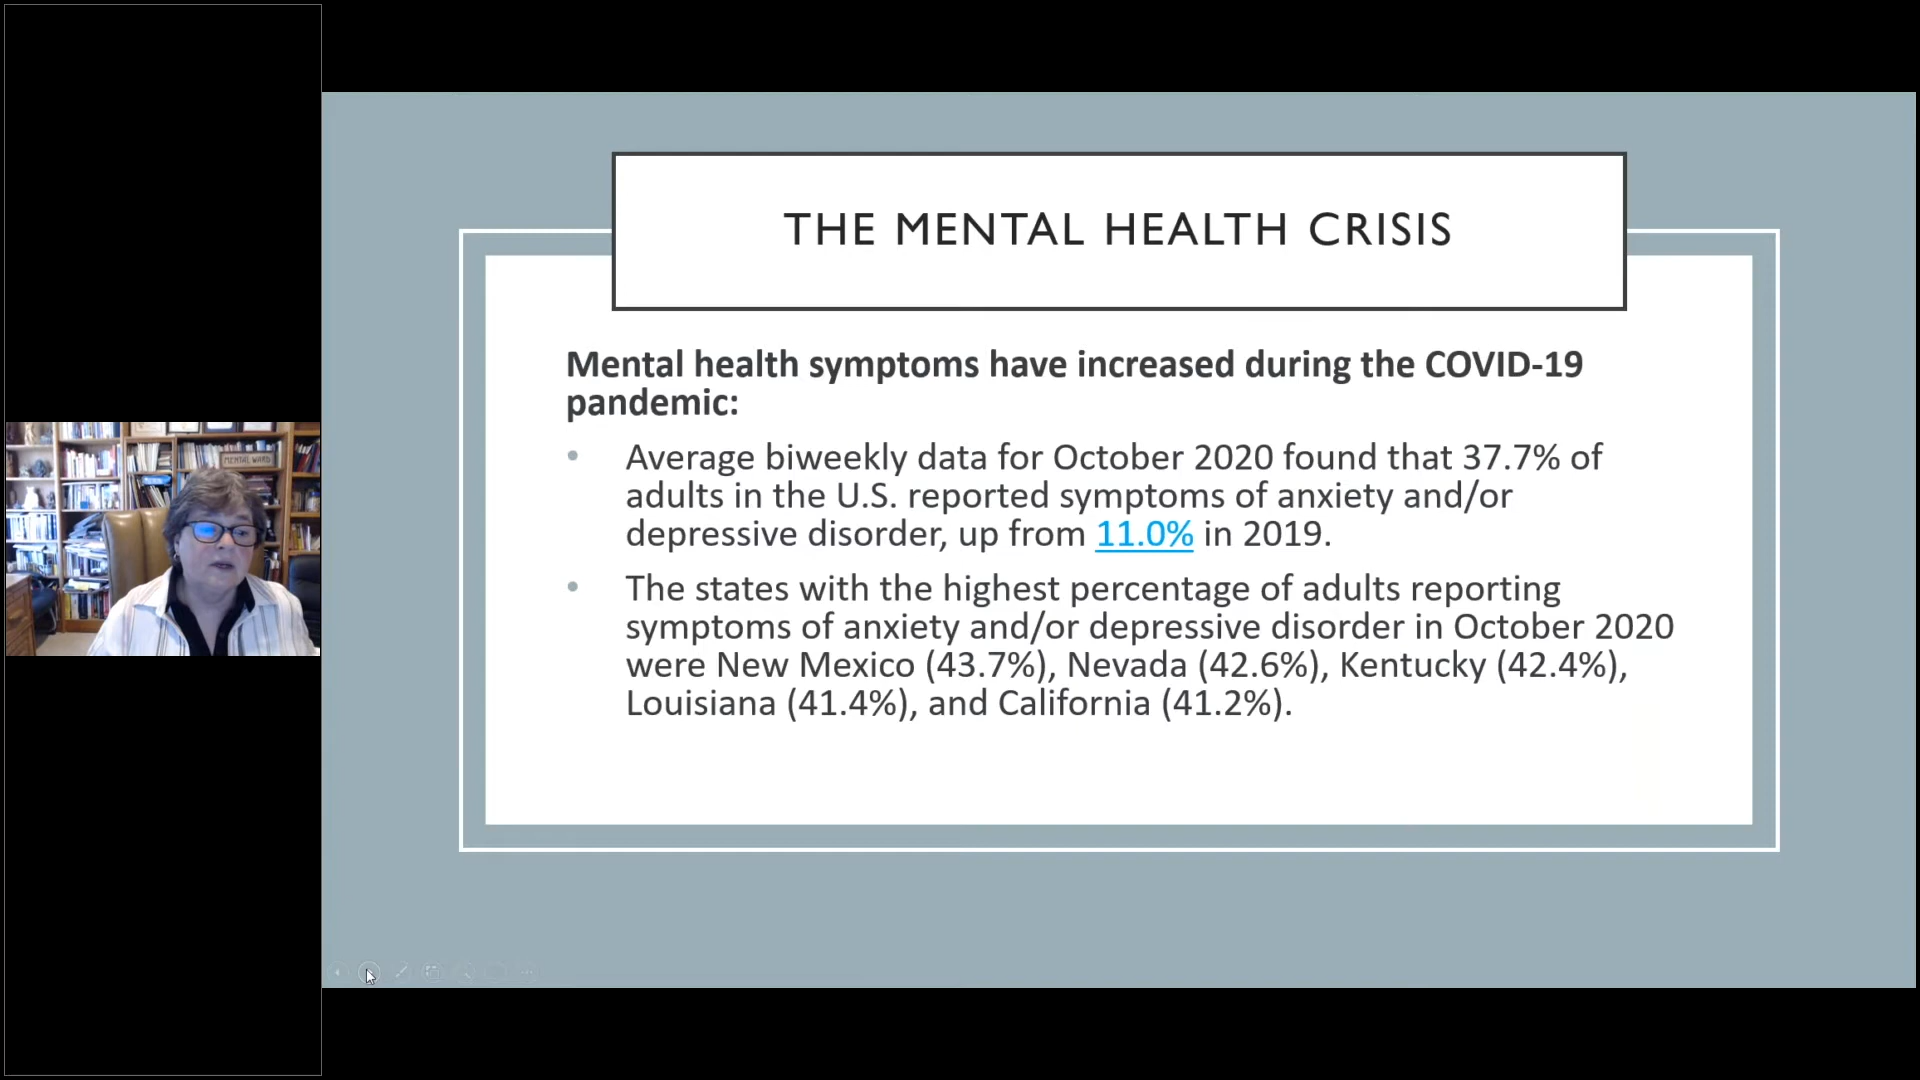 THE MENTAL HEALTH CRISIS
Mental health symptoms have increased during the COVID-19
pandemic:
• Average biweekly data for October 2020 found that 37.7% of
adults in the U.S. reported symptoms of anxiety and/or
depressive disorder, up from 11.0% in 2019.
• The states with the highest percentage of adults reporting
symptoms of anxiety and/or depressive disorder in October 2020
were New Mexico (43.7%), Nevada (42.6%), Kentucky (42.4%),
Louisiana (41.4%), and California (41.2%).
MENTAL WARD